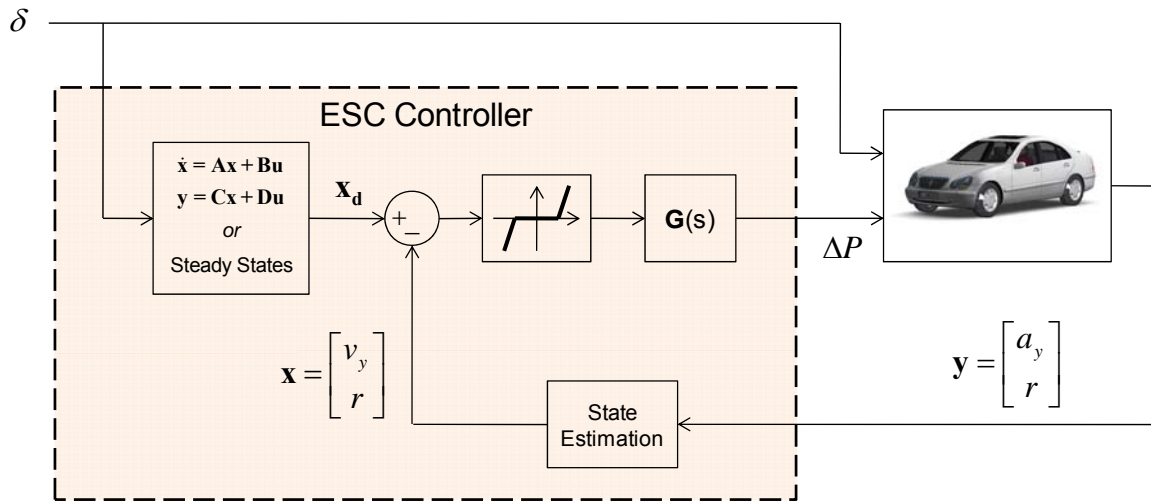 δ
ESC Controller
ẋ = Ax + Bu
y = Cx + Du
or
Steady States
x_d
+
−
G(s)
ΔP
x = [v_y
r]
y = [a_y
r]
State
Estimation